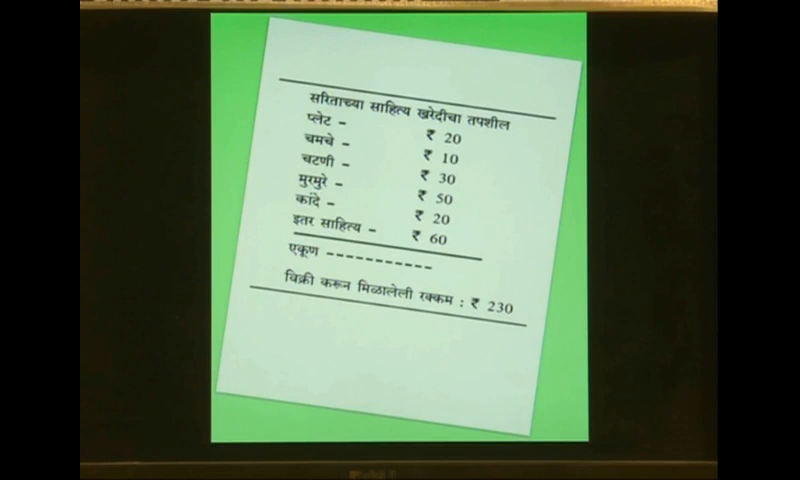 सरिताच्या साहित्य खरेदीचा तपशील
प्लेट - ₹ 20
चमचे - ₹ 10
चटणी - ₹ 30
मुरमुरे - ₹ 50
कांदे - ₹ 20
इतर साहित्य - ₹ 60
एकूण -----------
विक्री करून मिळालेली रक्कम : ₹ 230